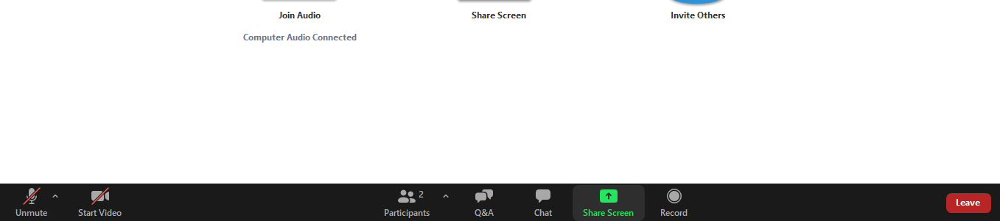 Join Audio
Share Screen
Invite Others
Computer Audio Connected
2
Unmute
Start Video
Participants
Q&A
Chat
Share Screen
Record
Leave